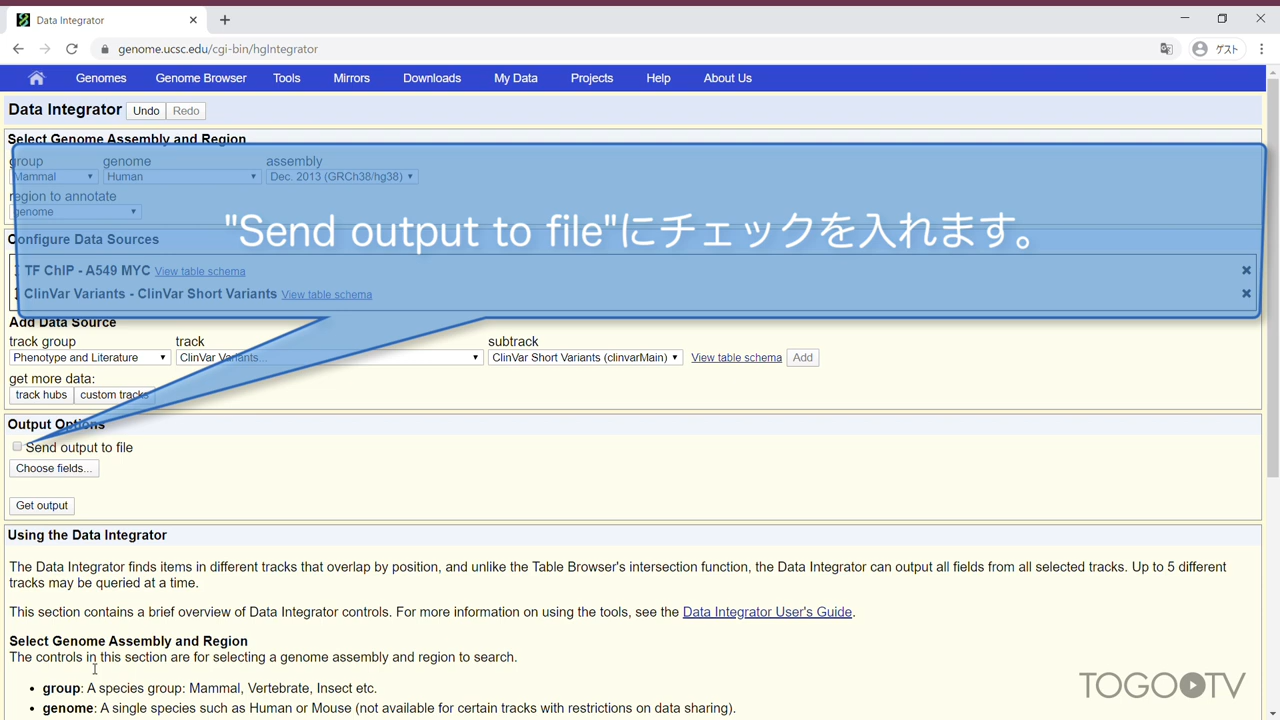 Data Integrator
genome.ucsc.edu/cgi-bin/hgIntegrator
ゲスト
Genomes Genome Browser Tools Mirrors Downloads My Data Projects Help About Us
Data Integrator Undo Redo
Select Genome Assembly and Region
group genome assembly
Mammal Human Dec. 2013 (GRCh38/hg38)
region to annotate
genome
"Send output to file"にチェックを入れます。
Configure Data Sources
TF ChIP - A549 MYC View table schema
ClinVar Variants - ClinVar Short Variants View table schema
Add Data Source
track group track subtrack
Phenotype and Literature ClinVar Variants... ClinVar Short Variants (clinvarMain) View table schema Add
get more data:
track hubs custom tracks
Output Options
Send output to file
Choose fields...
Get output
Using the Data Integrator
The Data Integrator finds items in different tracks that overlap by position, and unlike the Table Browser's intersection function, the Data Integrator can output all fields from all selected tracks. Up to 5 different
tracks may be queried at a time.
This section contains a brief overview of Data Integrator controls. For more information on using the tools, see the Data Integrator User's Guide.
Select Genome Assembly and Region
The controls in this section are for selecting a genome assembly and region to search.
• group: A species group: Mammal, Vertebrate, Insect etc.
• genome: A single species such as Human or Mouse (not available for certain tracks with restrictions on data sharing).
TOGOTV